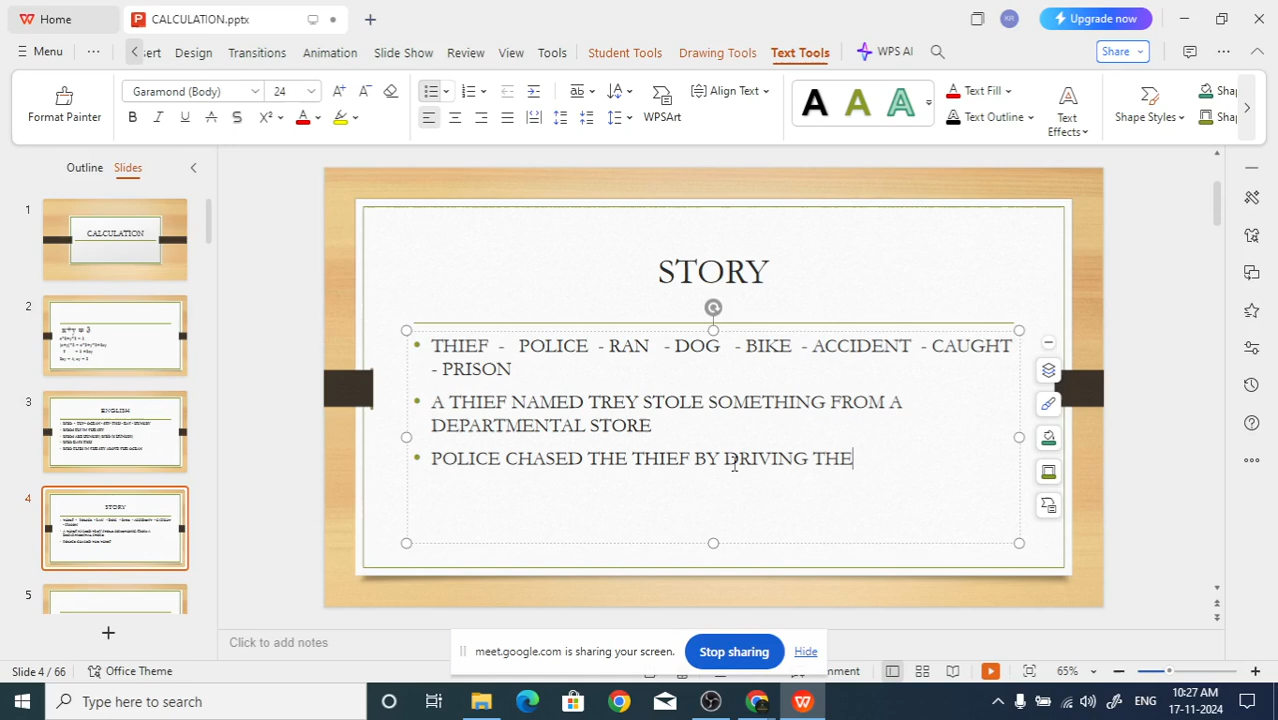 Home
CALCULATION.pptx
KR
Upgrade now
Menu
sert
Design
Transitions
Animation
Slide Show
Review
View
Tools
Student Tools
Drawing Tools
Text Tools
WPS AI
Share
Format Painter
Garamond (Body)
24
Align Text
WPSArt
Text Fill
Text Outline
Text Effects
Shape Styles
Sha
Shap
Outline
Slides
1
CALCULATION
2
3
ENGLISH
4
STORY
5
STORY
THIEF - POLICE - RAN - DOG - BIKE - ACCIDENT - CAUGHT
- PRISON
A THIEF NAMED TREY STOLE SOMETHING FROM A
DEPARTMENTAL STORE
POLICE CHASED THE THIEF BY DRIVING THE
Click to add notes
meet.google.com is sharing your screen.
Stop sharing
Hide
Slide 4 / 66
Office Theme
mment
65%
Type here to search
ENG
10:27 AM
17-11-2024